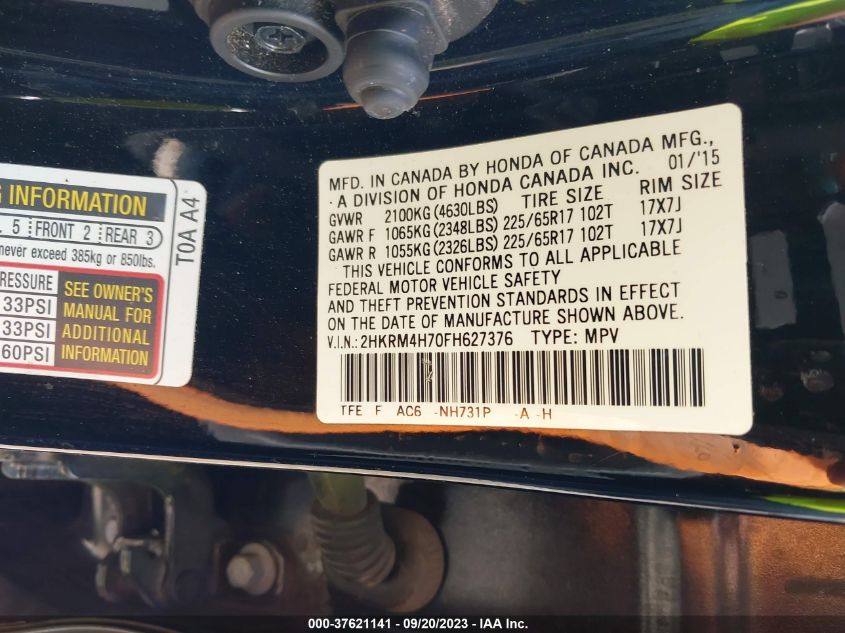 G INFORMATION
5 FRONT 2 REAR 3
never exceed 385kg or 850lbs.
PRESSURE
33PSI
33PSI
60PSI
SEE OWNER'S
MANUAL FOR
ADDITIONAL
INFORMATION
T0A A4
MFD. IN CANADA BY HONDA OF CANADA MFG.,
A DIVISION OF HONDA CANADA INC. 01/'15
GVWR 2100KG (4630LBS) TIRE SIZE RIM SIZE
GAWR F 1065KG (2348LBS) 225/65R17 102T 17X7J
GAWR R 1055KG (2326LBS) 225/65R17 102T 17X7J
THIS VEHICLE CONFORMS TO ALL APPLICABLE
FEDERAL MOTOR VEHICLE SAFETY
AND THEFT PREVENTION STANDARDS IN EFFECT
ON THE DATE OF MANUFACTURE SHOWN ABOVE.
V.I.N.: 2HKRM4H70FH627376 TYPE: MPV
TFE F AC6 -NH731P -A -H
000-37621141 - 09/20/2023 - IAA Inc.